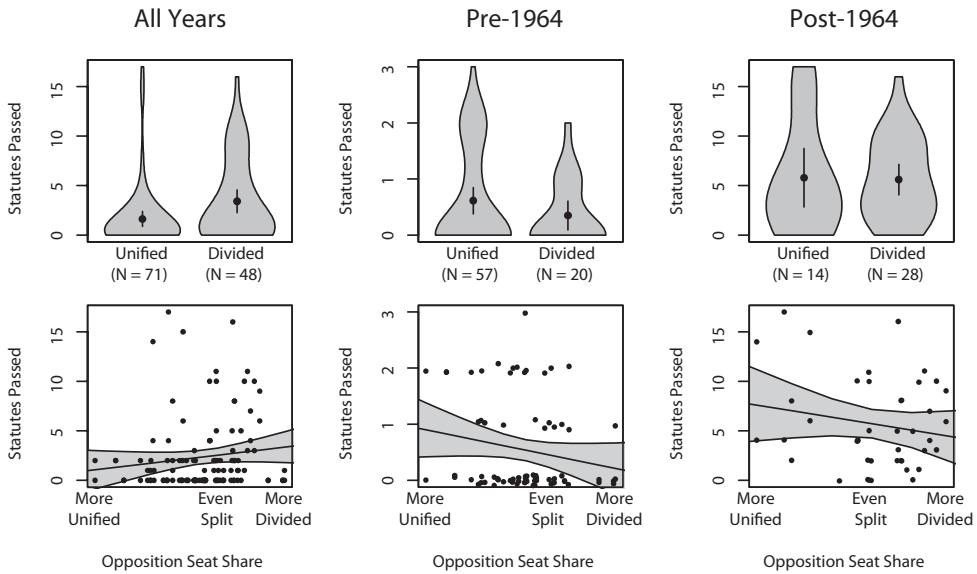 All Years
Pre-1964
Post-1964
Statutes Passed
0 5 10 15
Unified
(N = 71)
Divided
(N = 48)
Statutes Passed
0 1 2 3
Unified
(N = 57)
Divided
(N = 20)
Statutes Passed
0 5 10 15
Unified
(N = 14)
Divided
(N = 28)
Statutes Passed
0 5 10 15
More
Unified
Even
Split
More
Divided
Opposition Seat Share
Statutes Passed
0 1 2 3
More
Unified
Even
Split
More
Divided
Opposition Seat Share
Statutes Passed
0 5 10 15
More
Unified
Even
Split
More
Divided
Opposition Seat Share